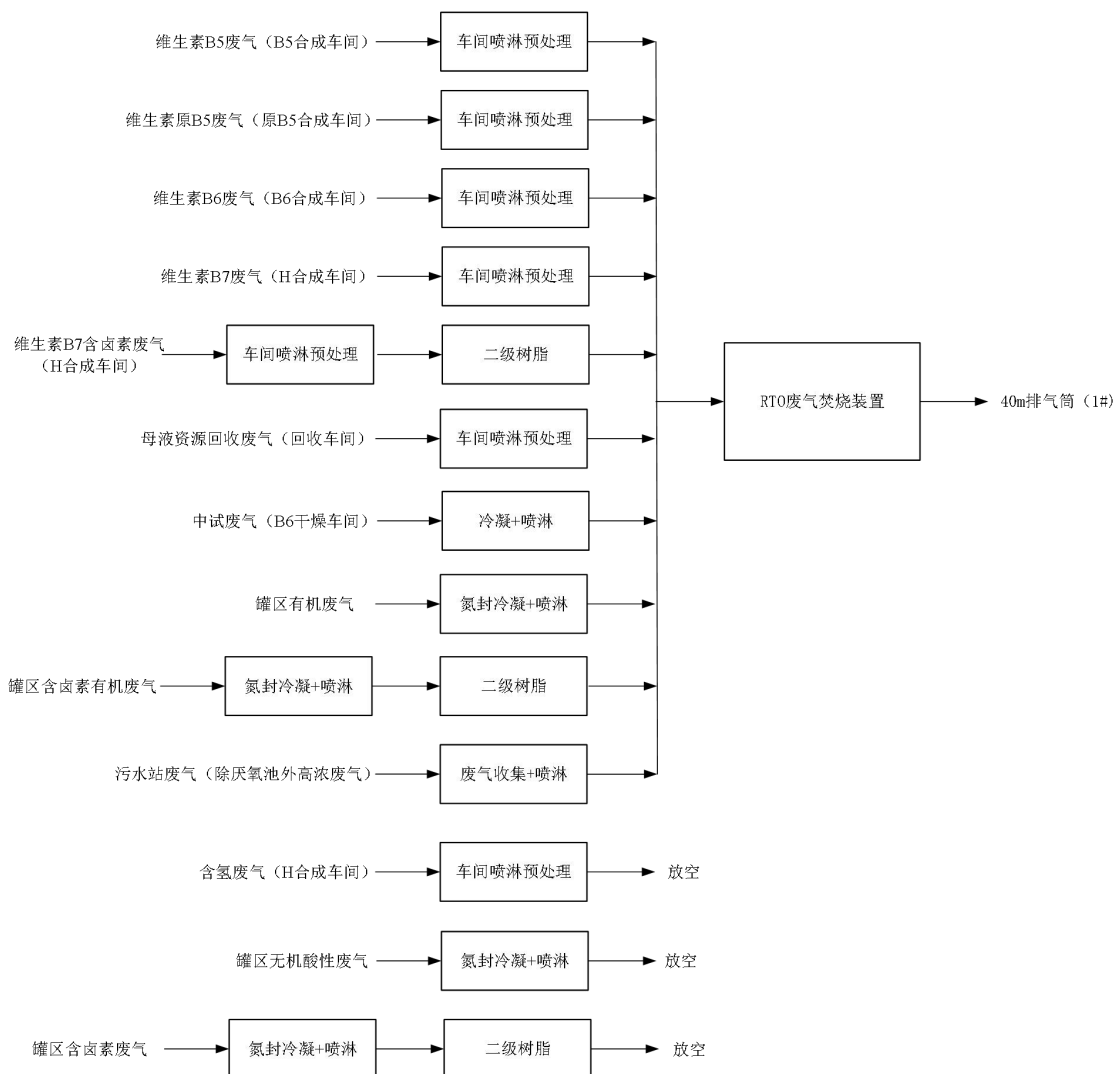 维生素B5废气（B5合成车间）
车间喷淋预处理
维生素原B5废气（原B5合成车间）
车间喷淋预处理
维生素B6废气（B6合成车间）
车间喷淋预处理
维生素B7废气（H合成车间）
车间喷淋预处理
维生素B7含卤素废气
（H合成车间）
车间喷淋预处理
二级树脂
RTO废气焚烧装置
40m排气筒（1#）
母液资源回收废气（回收车间）
车间喷淋预处理
中试废气（B6干燥车间）
冷凝+喷淋
罐区有机废气
氮封冷凝+喷淋
罐区含卤素有机废气
氮封冷凝+喷淋
二级树脂
污水站废气（除厌氧池外高浓废气）
废气收集+喷淋
含氢废气（H合成车间）
车间喷淋预处理
放空
罐区无机酸性废气
氮封冷凝+喷淋
放空
罐区含卤素废气
氮封冷凝+喷淋
二级树脂
放空